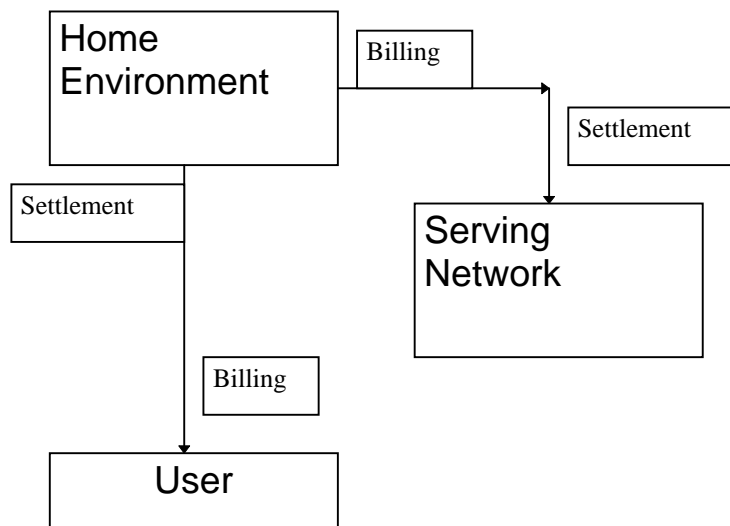 Home
Environment
Billing
Settlement
Settlement
Serving
Network
Billing
User